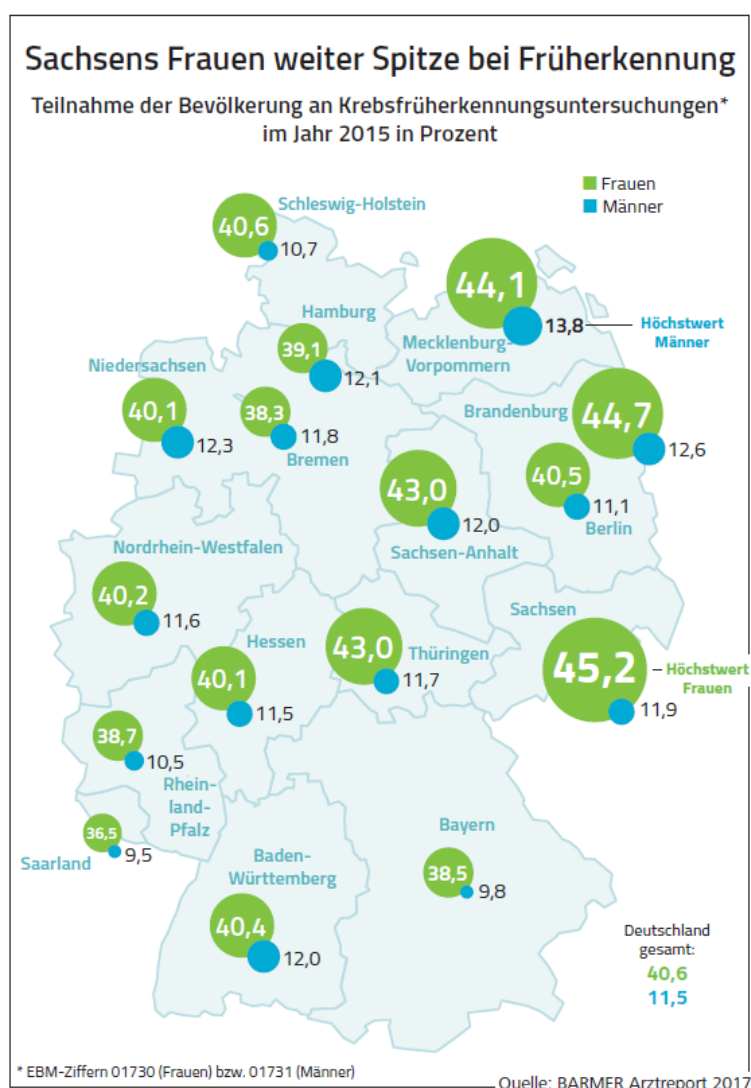 Sachsens Frauen weiter Spitze bei Früherkennung
Teilnahme der Bevölkerung an Krebsfrüherkennungsuntersuchungen*
im Jahr 2015 in Prozent
Frauen
Männer
Schleswig-Holstein
40,6
10,7
44,1
13,8
Höchstwert
Männer
Mecklenburg-
Vorpommern
Hamburg
39,1
12,1
Niedersachsen
40,1
12,3
38,3
11,8
Bremen
Brandenburg
44,7
12,6
40,5
11,1
Berlin
43,0
12,0
Sachsen-Anhalt
Nordrhein-Westfalen
40,2
11,6
Hessen
40,1
11,5
43,0
Thüringen
11,7
Sachsen
45,2
Höchstwert
Frauen
11,9
38,7
10,5
Rhein-
land-
Pfalz
36,5
9,5
Saarland
Baden-
Württemberg
40,4
12,0
Bayern
38,5
9,8
Deutschland
gesamt:
40,6
11,5
* EBM-Ziffern 01730 (Frauen) bzw. 01731 (Männer)
Quelle: BARMER Arztreport 2017